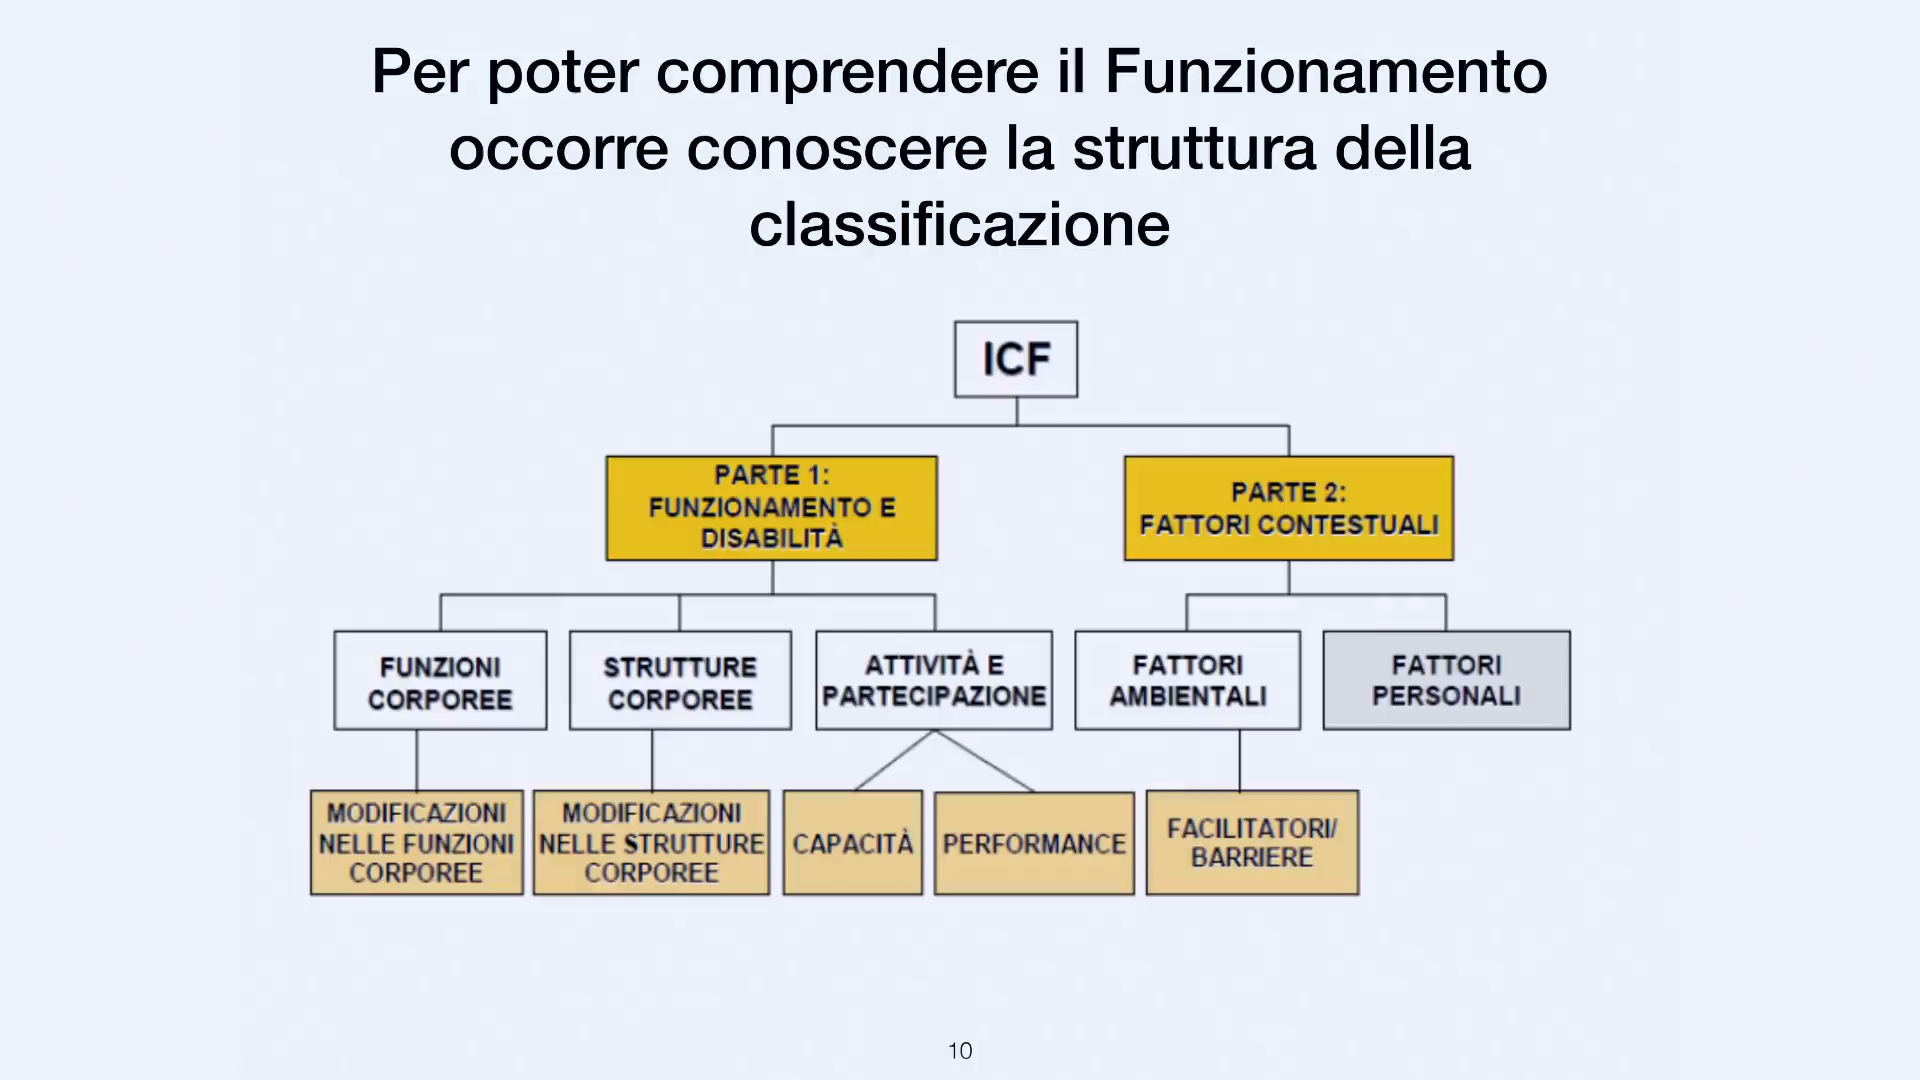 Per poter comprendere il Funzionamento
occorre conoscere la struttura della
classificazione
ICF
PARTE 1:
FUNZIONAMENTO E
DISABILITÀ
PARTE 2:
FATTORI CONTESTUALI
FUNZIONI
CORPOREE
STRUTTURE
CORPOREE
ATTIVITÀ E
PARTECIPAZIONE
FATTORI
AMBIENTALI
FATTORI
PERSONALI
MODIFICAZIONI
NELLE FUNZIONI
CORPOREE
MODIFICAZIONI
NELLE STRUTTURE
CORPOREE
CAPACITÀ
PERFORMANCE
FACILITATORI/
BARRIERE
10